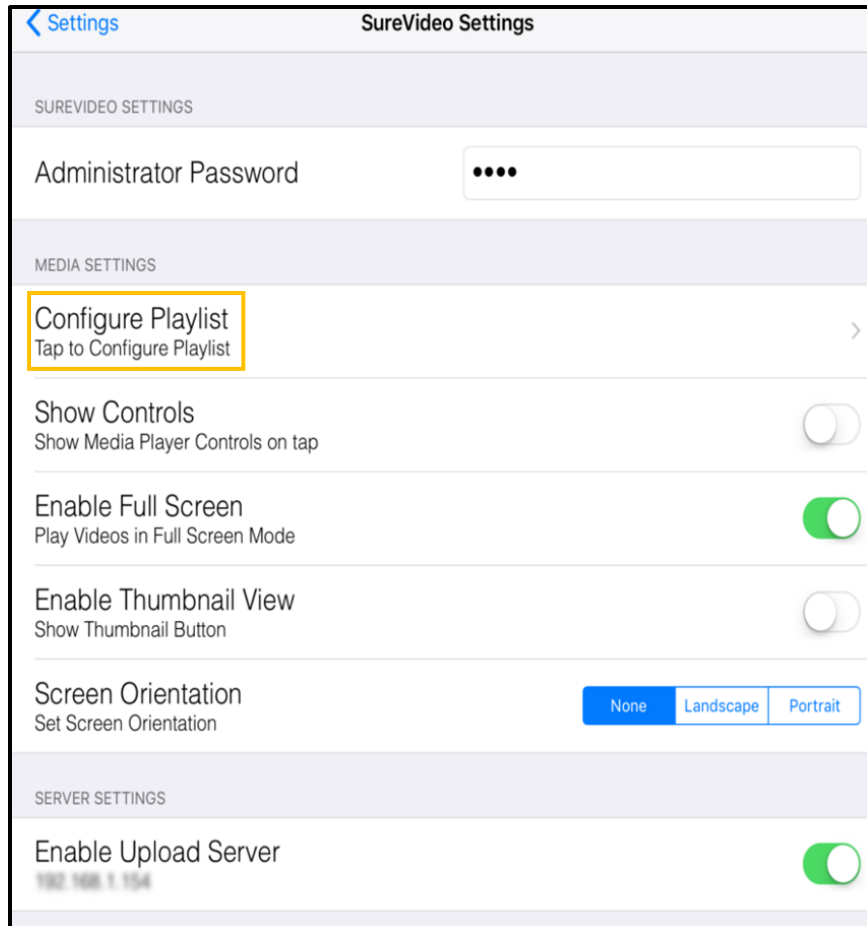 Settings
SureVideo Settings
SUREVIDEO SETTINGS
Administrator Password
••••
MEDIA SETTINGS
Configure Playlist
Tap to Configure Playlist
Show Controls
Show Media Player Controls on tap
Enable Full Screen
Play Videos in Full Screen Mode
Enable Thumbnail View
Show Thumbnail Button
Screen Orientation
Set Screen Orientation
None
Landscape
Portrait
SERVER SETTINGS
Enable Upload Server